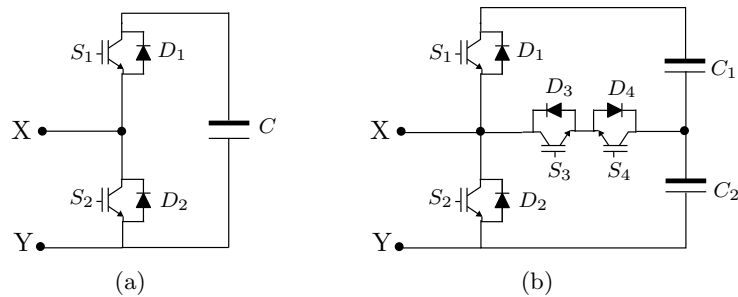 S₁ D₁
X C
S₂ D₂
Y
(a)
S₁ D₁ C₁
D₃ D₄
X
S₃ S₄
S₂ D₂ C₂
Y
(b)